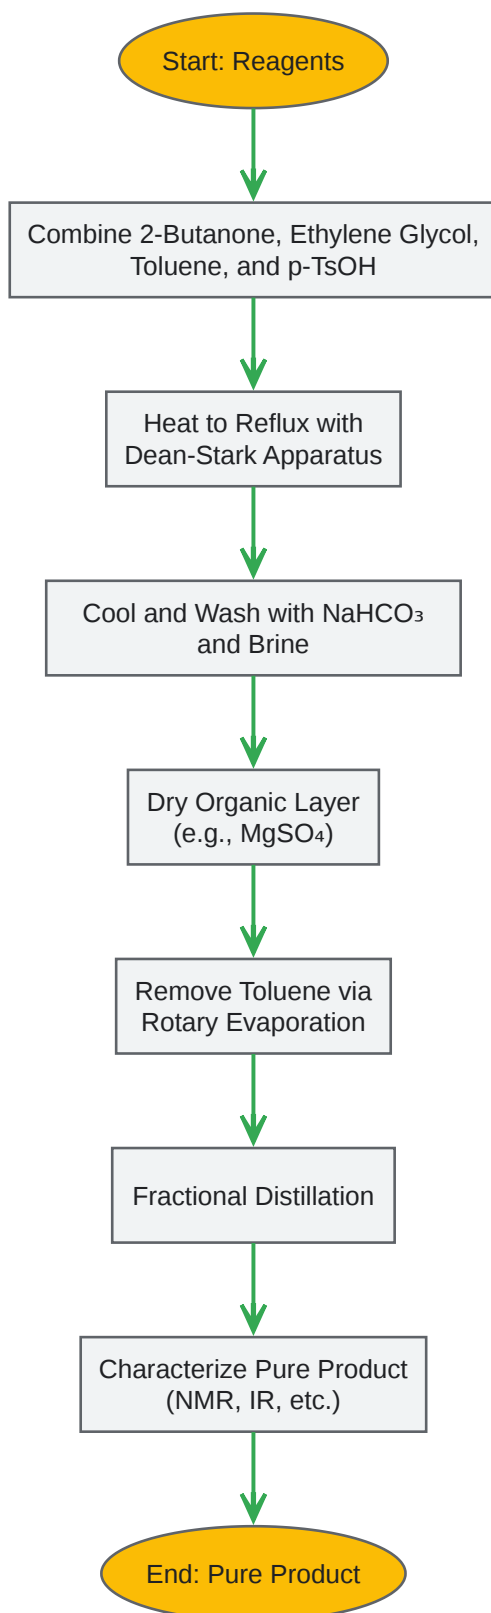 Start: Reagents
Combine 2-Butanone, Ethylene Glycol,
Toluene, and p-TsOH
Heat to Reflux with
Dean-Stark Apparatus
Cool and Wash with NaHCO₃
and Brine
Dry Organic Layer
(e.g., MgSO₄)
Remove Toluene via
Rotary Evaporation
Fractional Distillation
Characterize Pure Product
(NMR, IR, etc.)
End: Pure Product